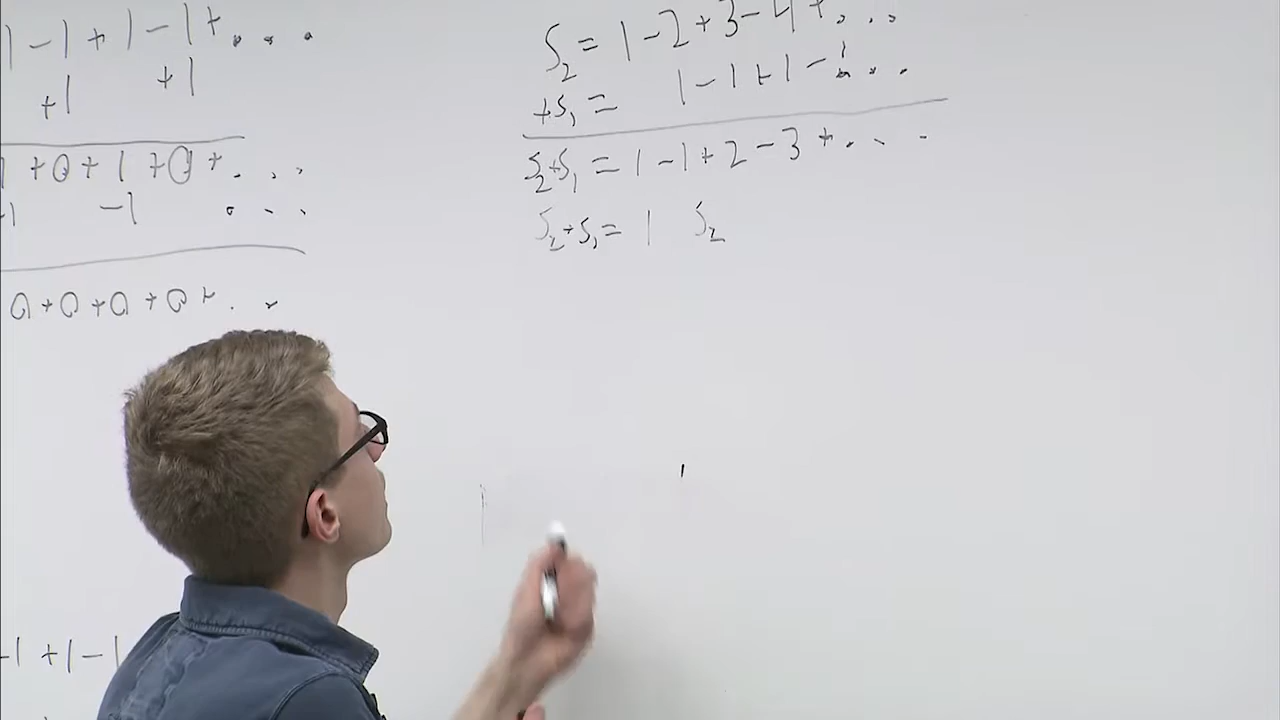 1 - 1 + 1 - 1 + . . .
+1 +1
1 + 0 + 1 + 0 + . . .
-1 -1 . . .
0 + 0 + 0 + 0 + . . .
-1 + 1 - 1
S₂ = 1 - 2 + 3 - 4 + . . .
+S₁ = 1 - 1 + 1 - 1 . . .
S₂+S₁ = 1 - 1 + 2 - 3 + . . .
S₂+S₁ = 1 S₂